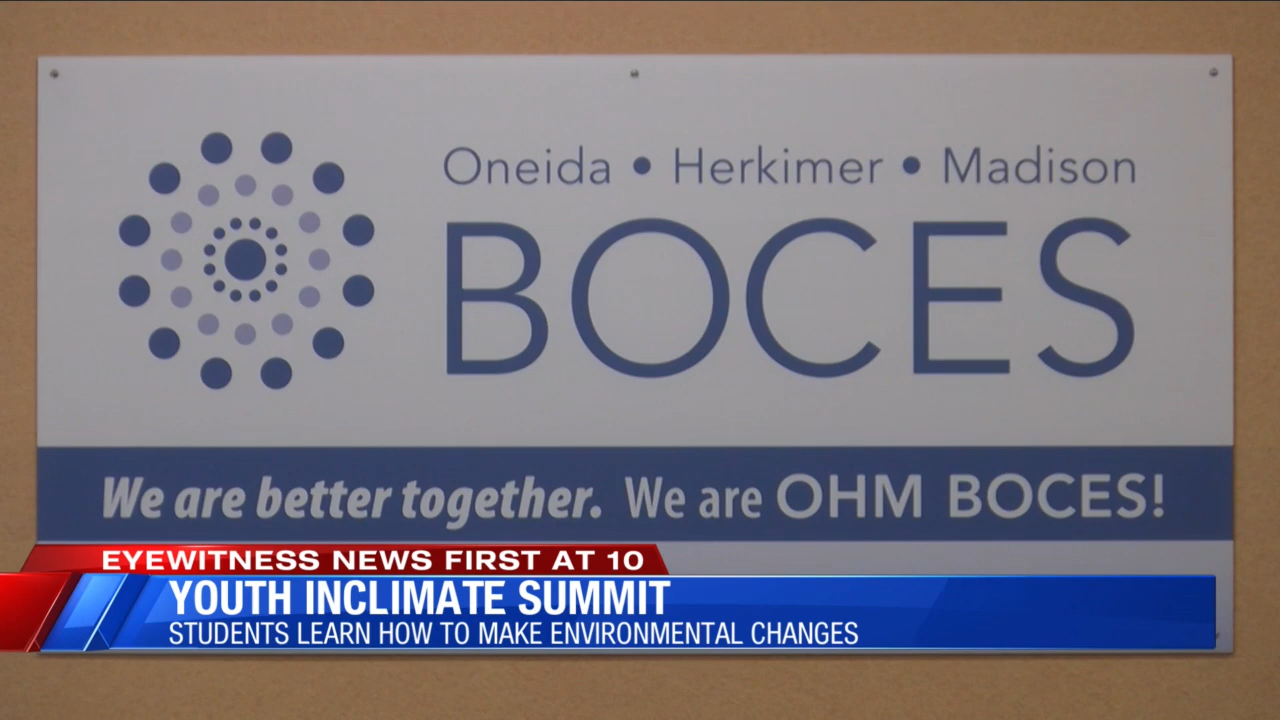 Oneida • Herkimer • Madison
BOCES
We are better together. We are OHM BOCES!
EYEWITNESS NEWS FIRST AT 10
YOUTH INCLIMATE SUMMIT
STUDENTS LEARN HOW TO MAKE ENVIRONMENTAL CHANGES